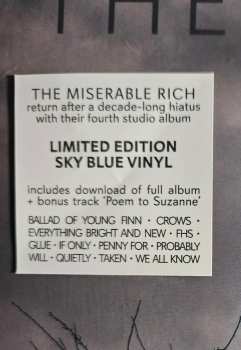 THE
THE MISERABLE RICH
return after a decade-long hiatus
with their fourth studio album
LIMITED EDITION
SKY BLUE VINYL
includes download of full album
+ bonus track 'Poem to Suzanne'
BALLAD OF YOUNG FINN • CROWS •
EVERYTHING BRIGHT AND NEW • FHS •
GLUE • IF ONLY • PENNY FOR • PROBABLY
WILL • QUIETLY • TAKEN • WE ALL KNOW